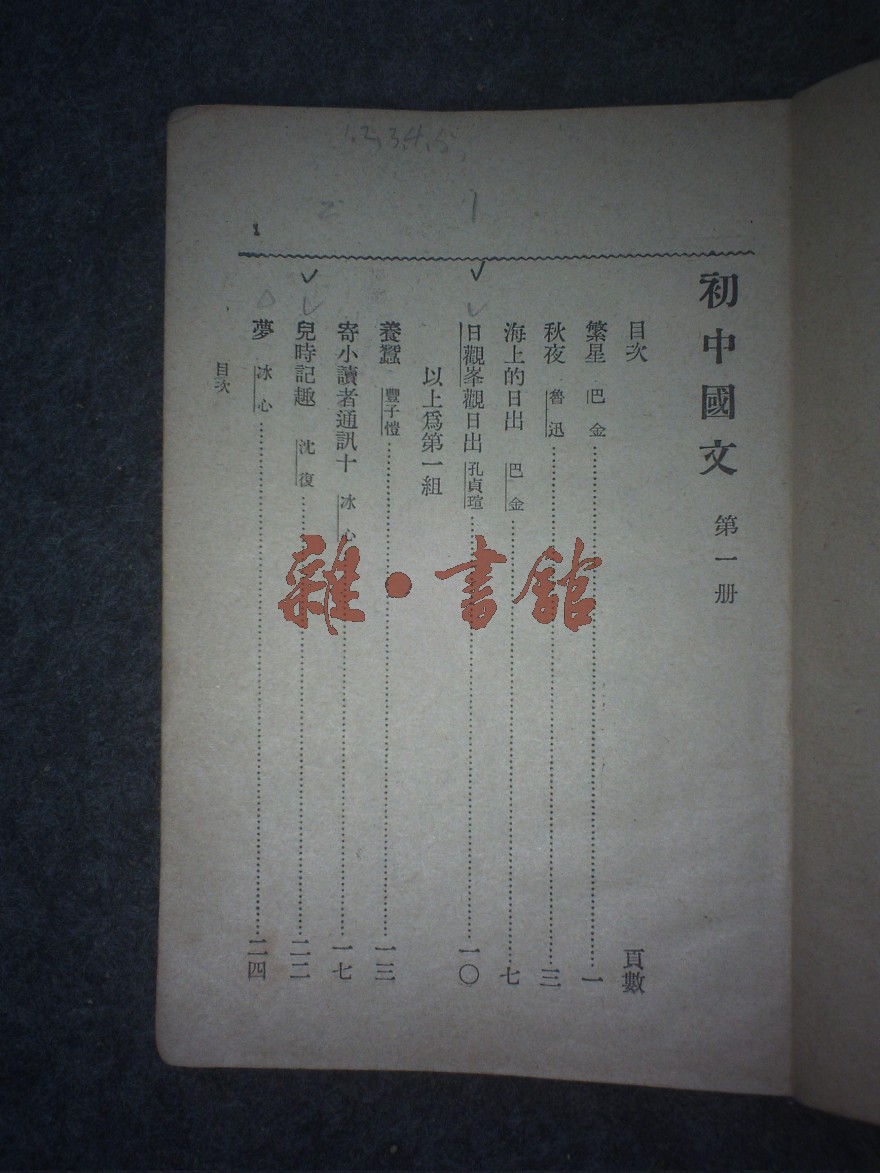 初中國文 第一册
目次 頁數
繁星 巴金 一
秋夜 魯迅 三
海上的日出 巴金 七
日觀峯觀日出 孔貞瑄 一〇
以上爲第一組
養蠶 豐子愷 一三
寄小讀者通訊十 冰心 一七
兒時記趣 沈復 二二
夢 冰心 二四
目次
1
1
2
雜·書館